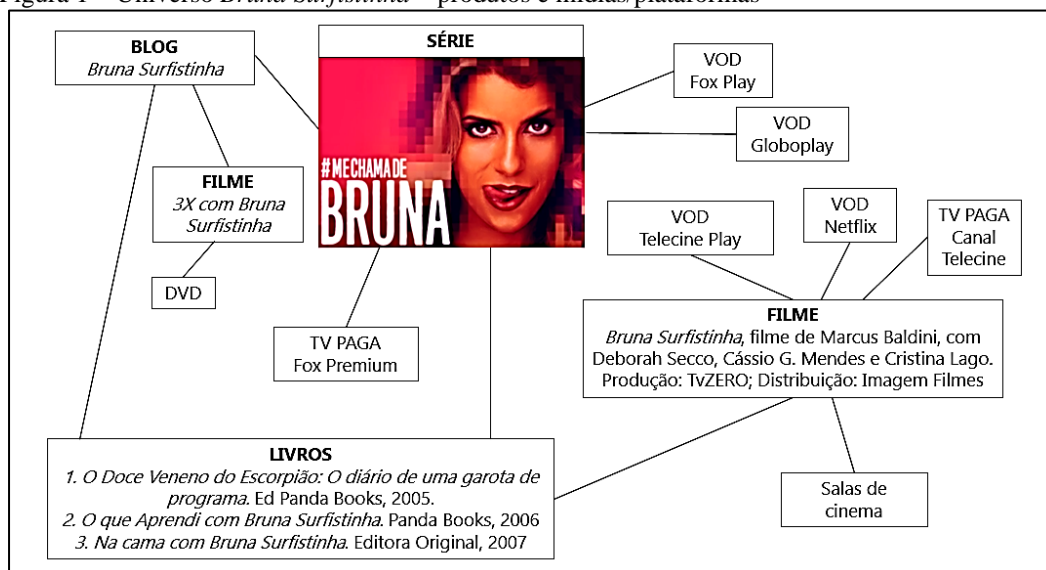 Figura 1 – Universo Bruna Surfistinha – produtos e mídias/plataformas
BLOG
Bruna Surfistinha
SÉRIE
#MECHAMADE
BRUNA
VOD
Fox Play
VOD
Globoplay
FILME
3X com Bruna
Surfistinha
DVD
TV PAGA
Fox Premium
VOD
Telecine Play
VOD
Netflix
TV PAGA
Canal
Telecine
FILME
Bruna Surfistinha, filme de Marcus Baldini, com
Deborah Secco, Cássio G. Mendes e Cristina Lago.
Produção: TvZERO; Distribuição: Imagem Filmes
LIVROS
1. O Doce Veneno do Escorpião: O diário de uma garota de
programa. Ed Panda Books, 2005.
2. O que Aprendi com Bruna Surfistinha. Panda Books, 2006
3. Na cama com Bruna Surfistinha. Editora Original, 2007
Salas de
cinema